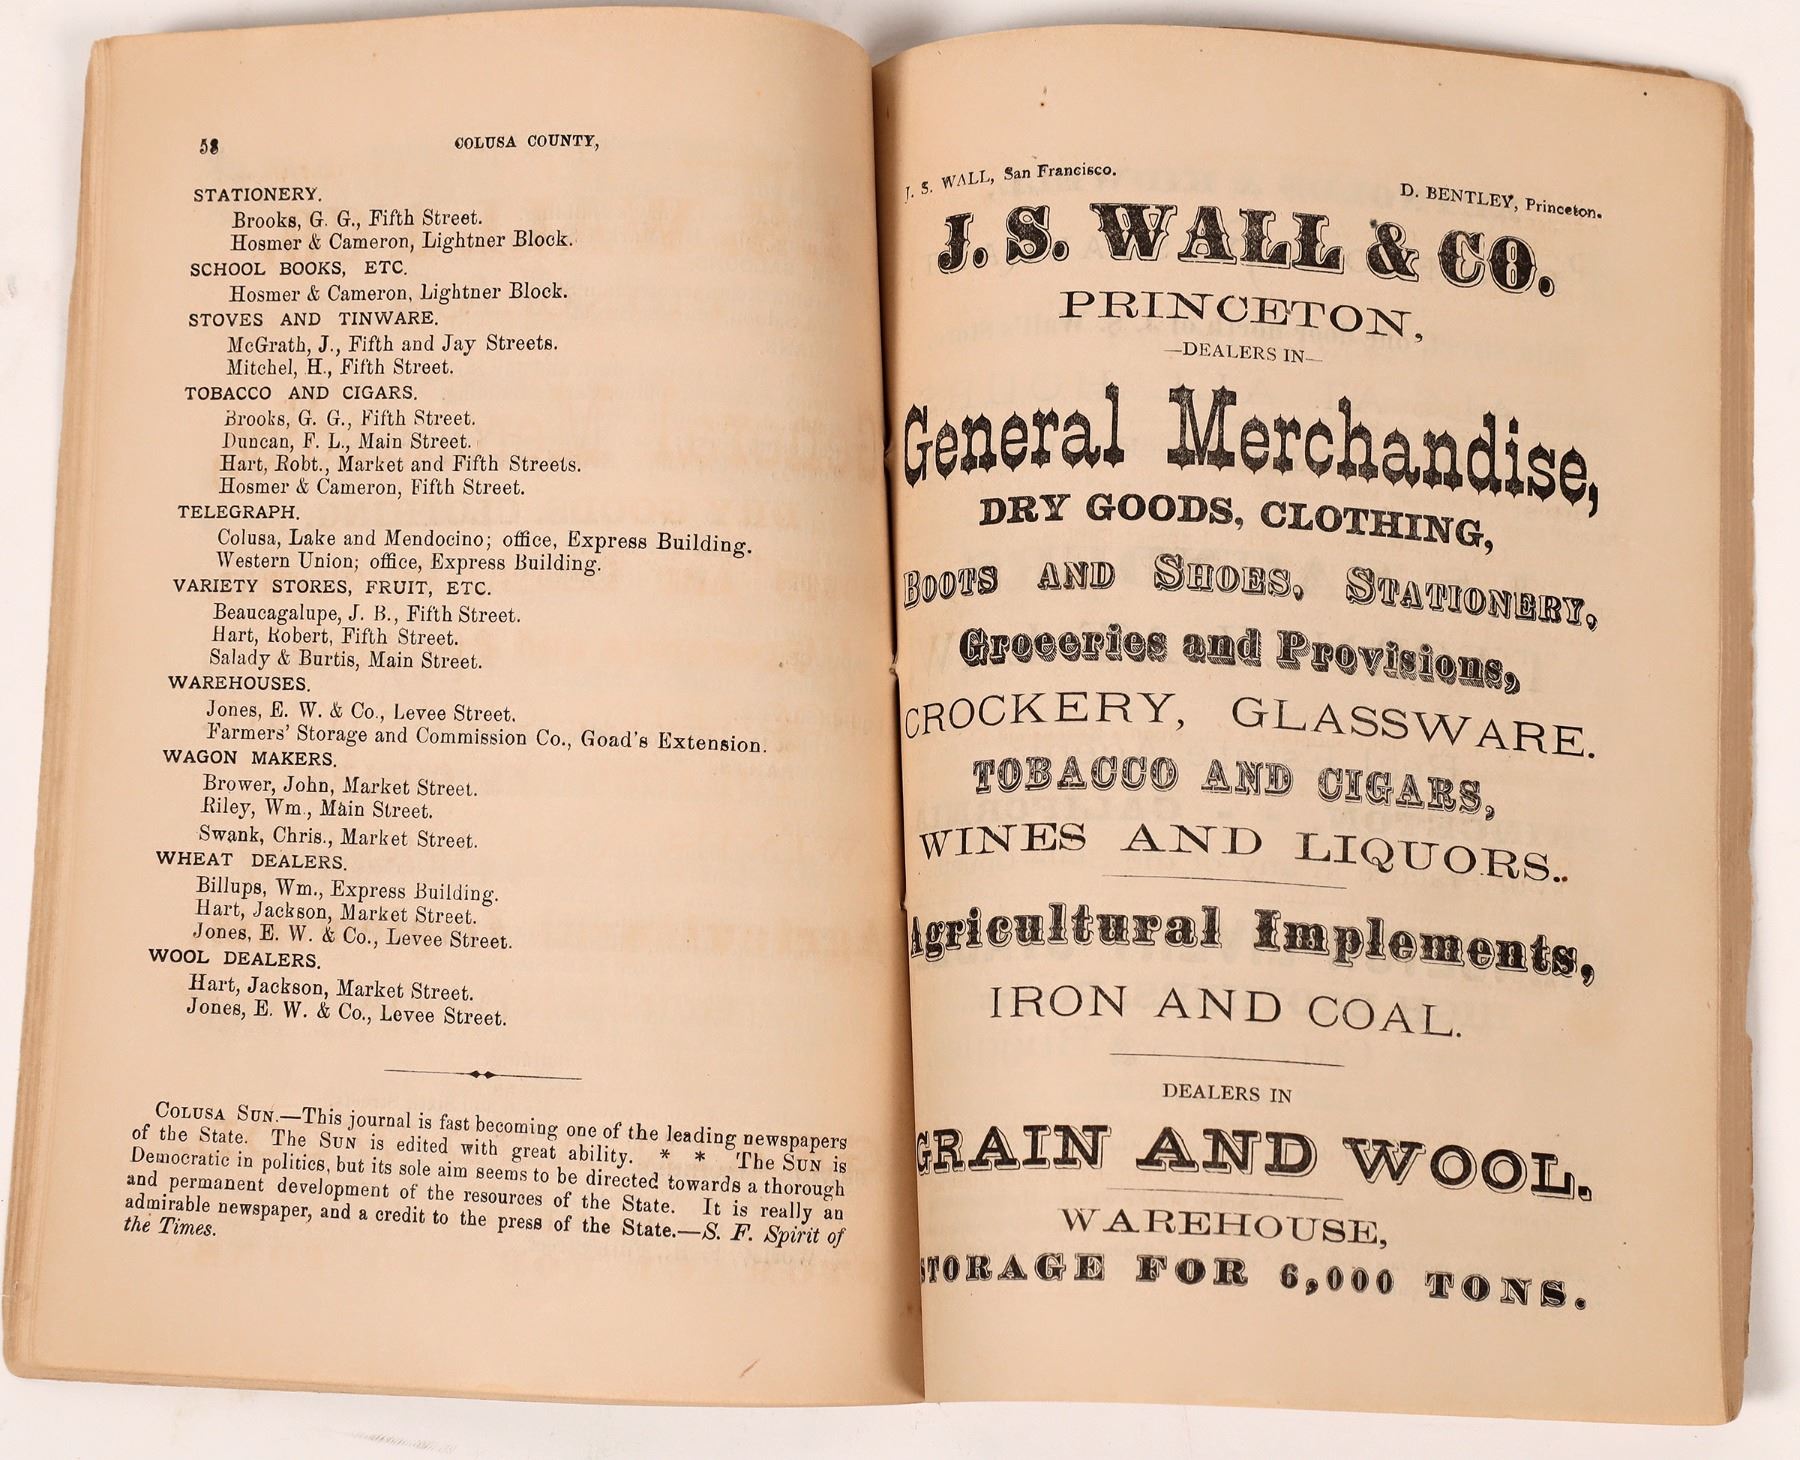 58 COLUSA COUNTY,
STATIONERY.
Brooks, G. G., Fifth Street.
Hosmer & Cameron, Lightner Block.
SCHOOL BOOKS, ETC.
Hosmer & Cameron, Lightner Block.
STOVES AND TINWARE.
McGrath, J., Fifth and Jay Streets.
Mitchel, H., Fifth Street.
TOBACCO AND CIGARS.
Brooks, G. G., Fifth Street.
Duncan, F. L., Main Street.
Hart, Robt., Market and Fifth Streets.
Hosmer & Cameron, Fifth Street.
TELEGRAPH.
Colusa, Lake and Mendocino; office, Express Building.
Western Union; office, Express Building.
VARIETY STORES, FRUIT, ETC.
Beaucagalupe, J. B., Fifth Street.
Hart, Robert, Fifth Street.
Salady & Burtis, Main Street.
WAREHOUSES.
Jones, E. W. & Co., Levee Street.
Farmers' Storage and Commission Co., Goad's Extension.
WAGON MAKERS.
Brower, John, Market Street.
Riley, Wm., Main Street.
Swank, Chris., Market Street.
WHEAT DEALERS.
Billups, Wm., Express Building.
Hart, Jackson, Market Street.
Jones, E. W. & Co., Levee Street.
WOOL DEALERS.
Hart, Jackson, Market Street.
Jones, E. W. & Co., Levee Street.
COLUSA SUN.—This journal is fast becoming one of the leading newspapers
of the State. The SUN is edited with great ability. * * The SUN is
Democratic in politics, but its sole aim seems to be directed towards a thorough
and permanent development of the resources of the State. It is really an
admirable newspaper, and a credit to the press of the State.—S. F. Spirit of
the Times.
J. S. WALL, San Francisco. D. BENTLEY, Princeton.
J. S. WALL & CO.
PRINCETON,
—DEALERS IN—
General Merchandise,
DRY GOODS, CLOTHING,
BOOTS AND SHOES, STATIONERY,
Groceries and Provisions,
CROCKERY, GLASSWARE.
TOBACCO AND CIGARS,
WINES AND LIQUORS..
Agricultural Implements,
IRON AND COAL.
DEALERS IN
GRAIN AND WOOL.
WAREHOUSE,
STORAGE FOR 6,000 TONS.